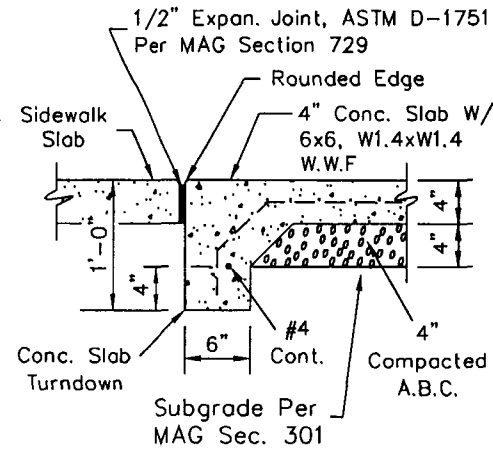 1/2" Expan. Joint, ASTM D-1751
Per MAG Section 729
Rounded Edge
Sidewalk
Slab
4" Conc. Slab W/
6x6, W1.4xW1.4
W.W.F
1'-0"
4"
4"
4"
6"
#4
Cont.
4"
Compacted
A.B.C.
Conc. Slab
Turndown
Subgrade Per
MAG Sec. 301